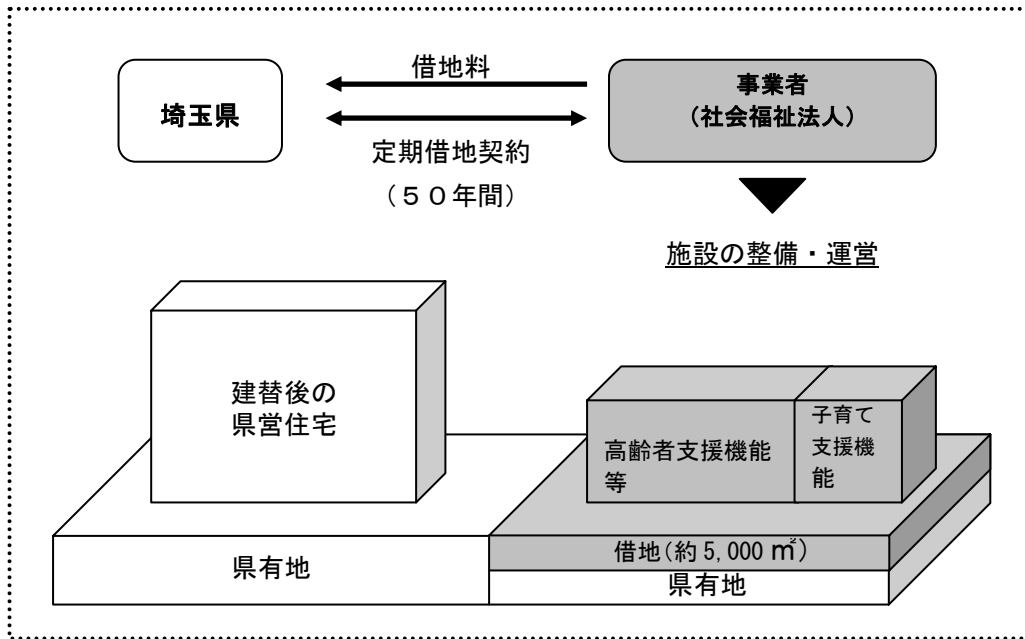 借地料
埼玉県
事業者
（社会福祉法人）
定期借地契約
（５０年間）
施設の整備・運営
建替後の
県営住宅
高齢者支援機能
等
子育て
支援機
能
借地（約5,000㎡）
県有地
県有地